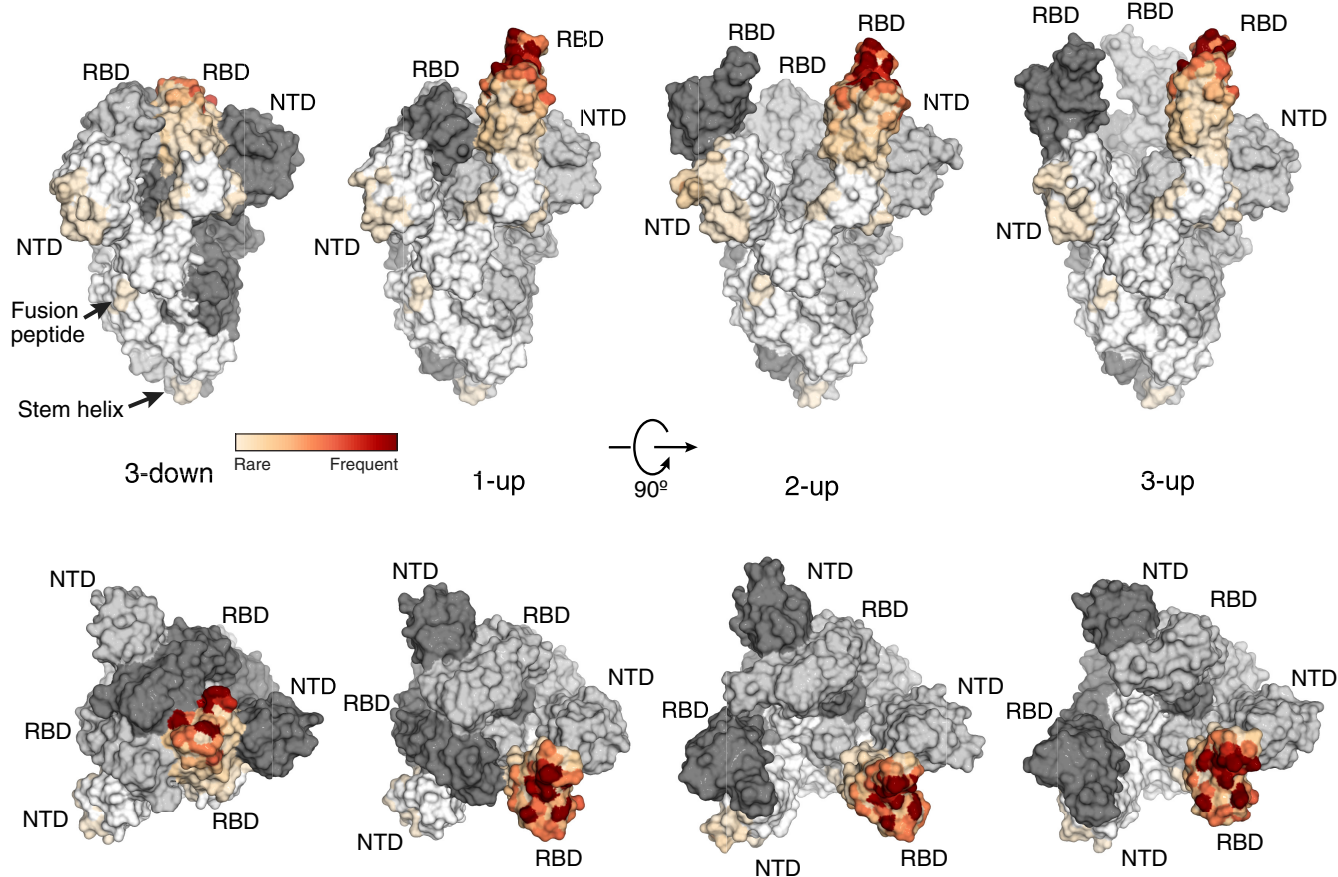 RBD
RBD
NTD
NTD
Fusion
peptide
Stem helix
RBD
RBD
NTD
NTD
RBD
RBD
RBD
NTD
NTD
RBD
RBD
RBD
NTD
NTD
Rare
Frequent
3-down
1-up
90º
2-up
3-up
NTD
RBD
NTD
RBD
NTD
RBD
NTD
RBD
NTD
RBD
NTD
RBD
NTD
RBD
NTD
RBD
NTD
RBD
NTD
RBD
NTD
RBD
NTD
RBD